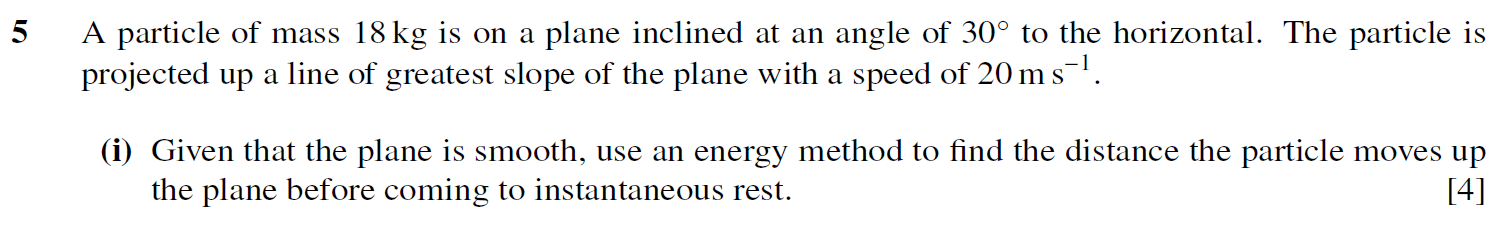 5 A particle of mass 18 kg is on a plane inclined at an angle of 30° to the horizontal. The particle is
projected up a line of greatest slope of the plane with a speed of 20 m s⁻¹.
(i) Given that the plane is smooth, use an energy method to find the distance the particle moves up
the plane before coming to instantaneous rest. [4]